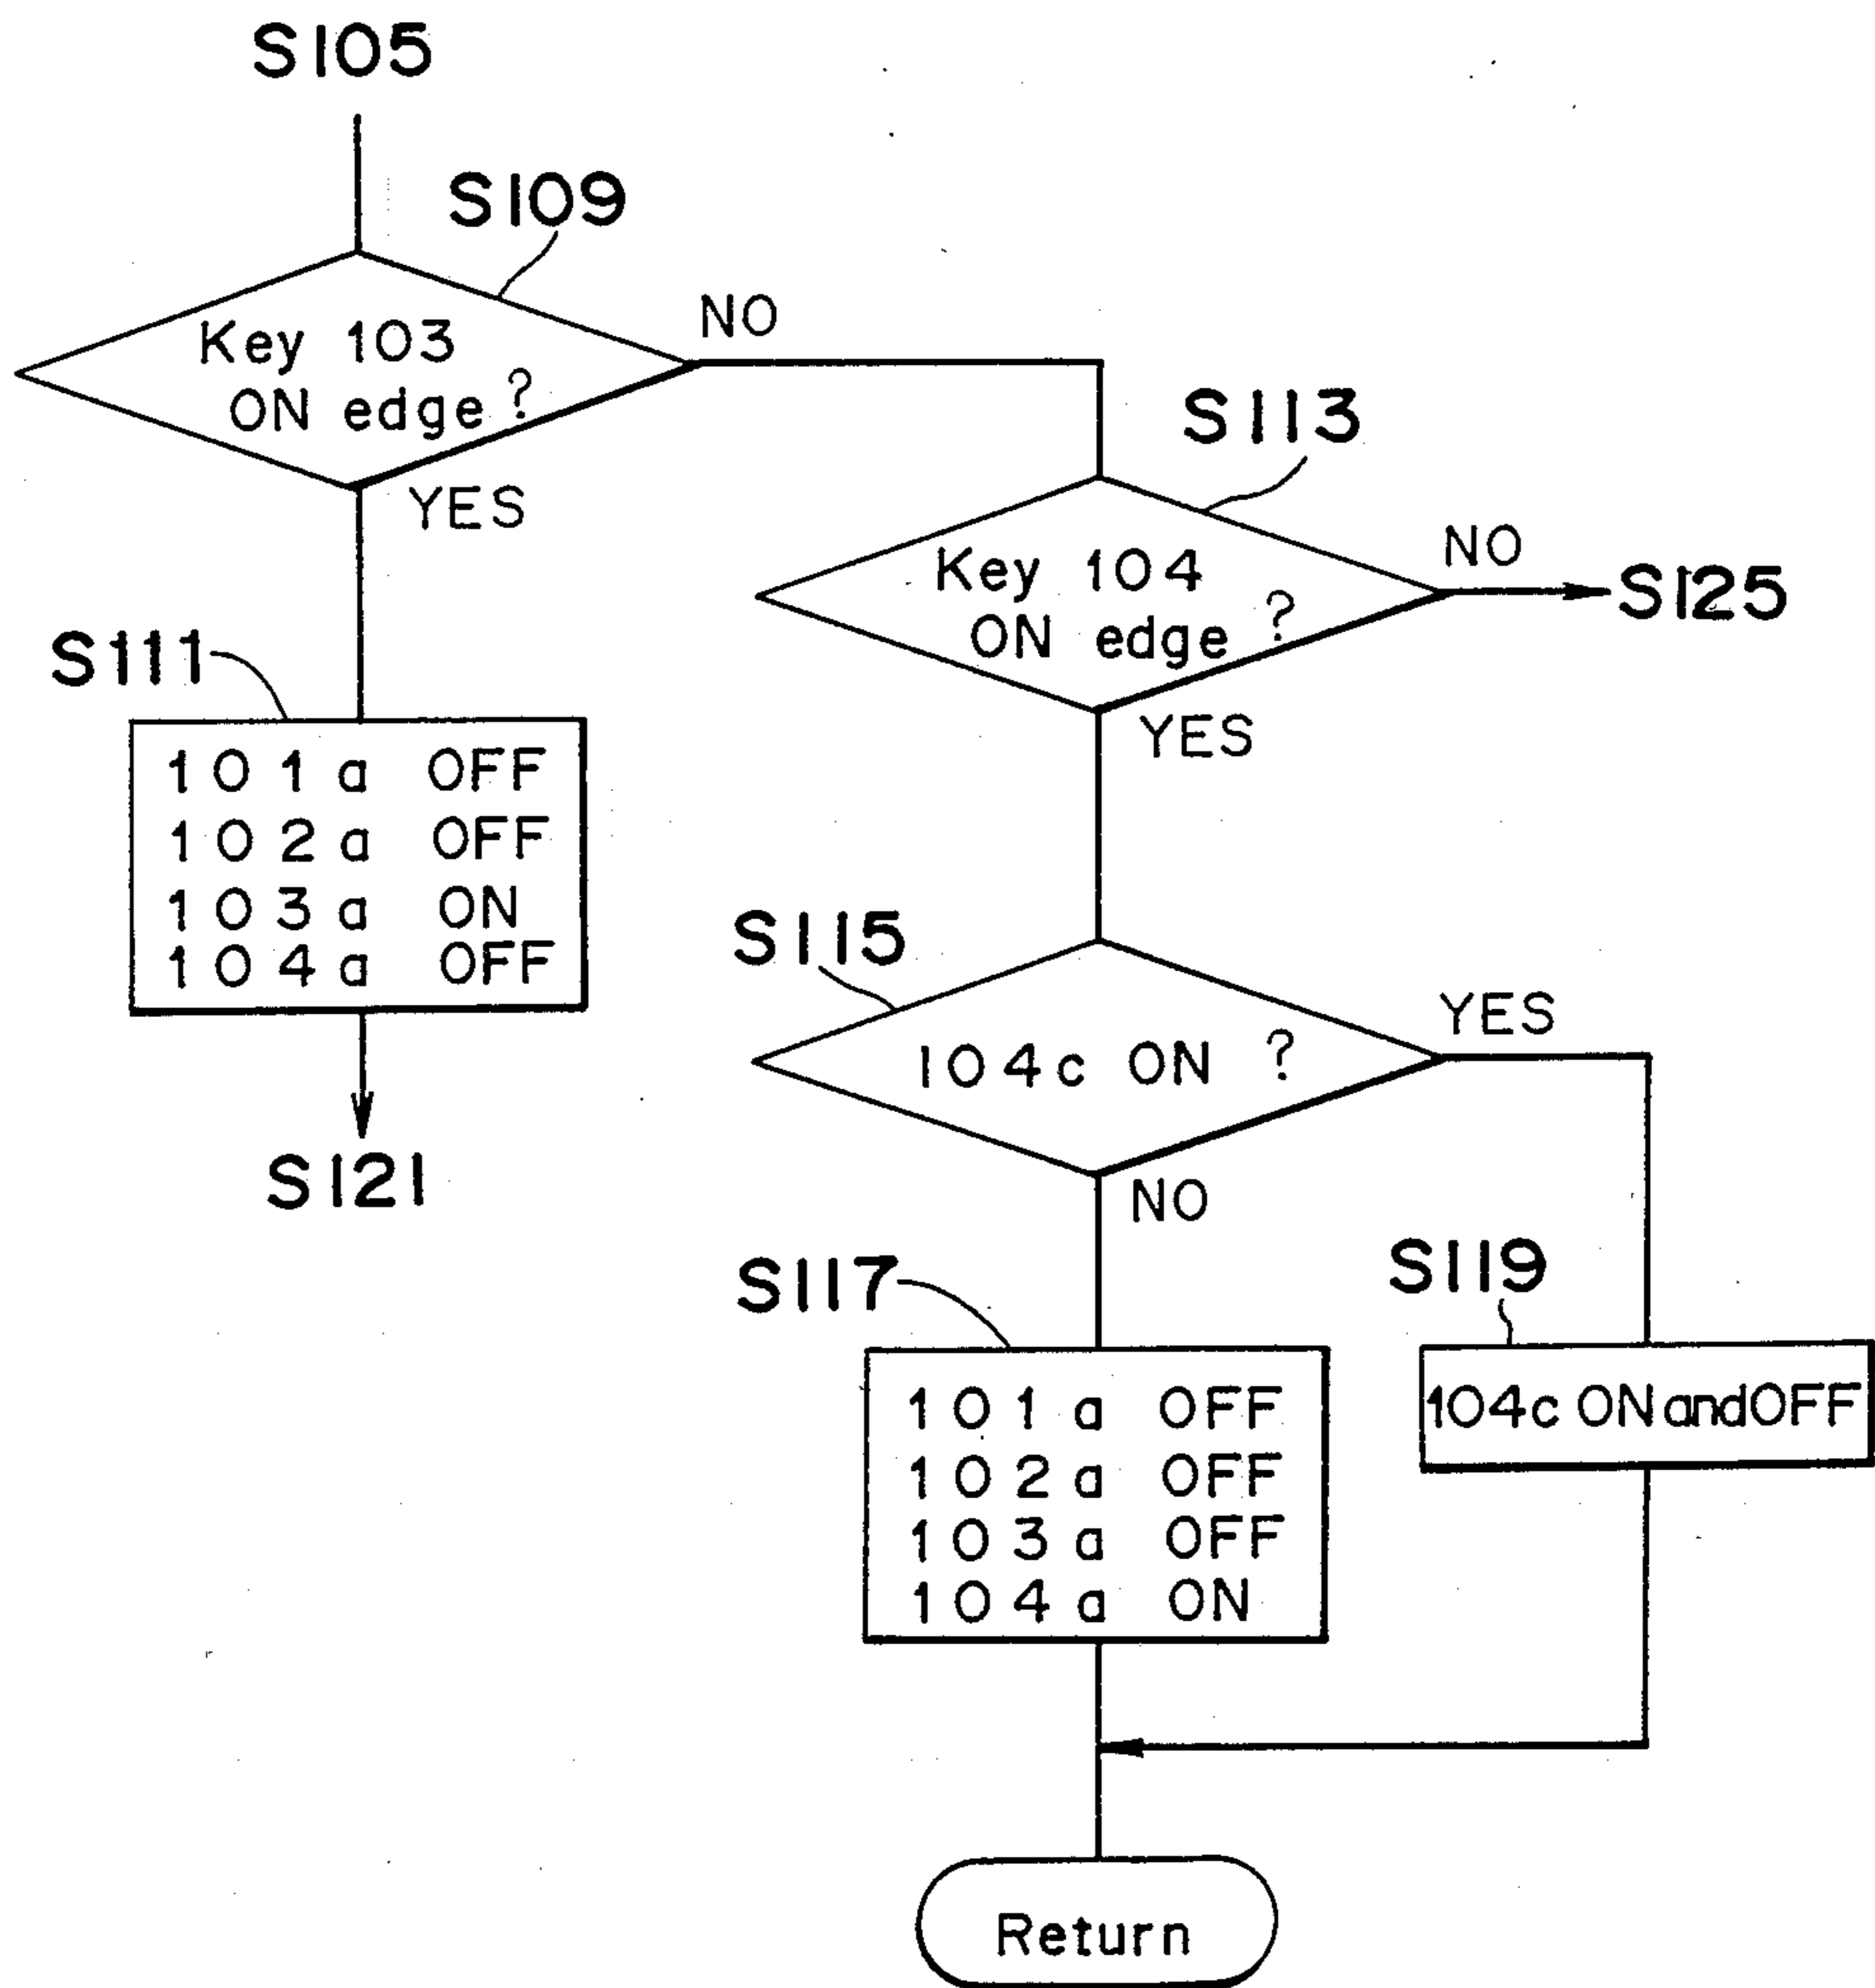 S105
S109
Key 103
ON edge ?
NO
YES
S111
101a OFF
102a OFF
103a ON
104a OFF
S121
S113
Key 104
ON edge ?
NO
S125
YES
S115
104c ON ?
YES
NO
S117
101a OFF
102a OFF
103a OFF
104a ON
S119
104c ON and OFF
Return